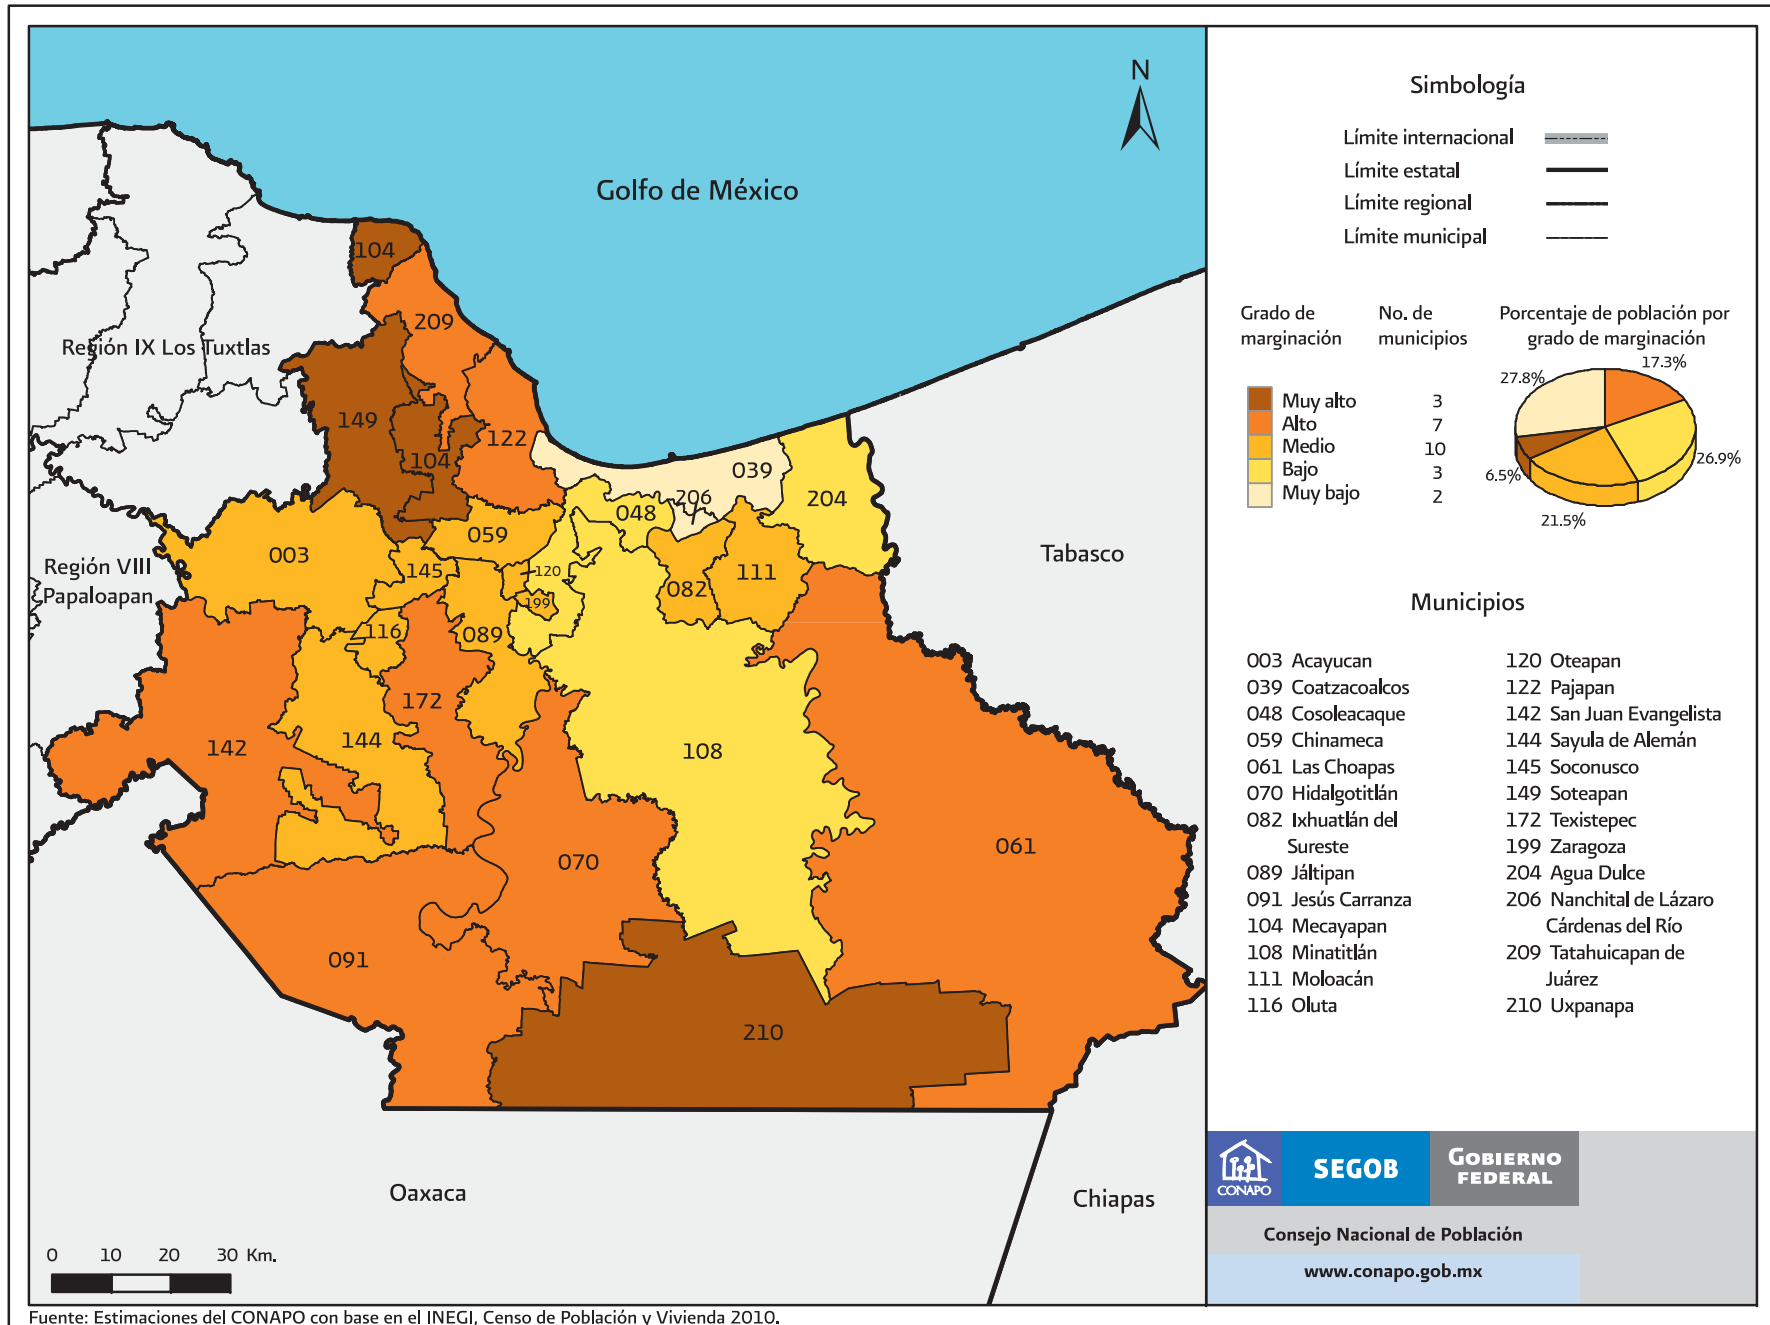 N
Golfo de México
104
209
Región IX Los Tuxtlas
149
104
122
039
206
204
048
003
059
Tabasco
Región VIII
Papaloapan
145
120
082
111
199
116
089
172
142
144
108
070
061
091
210
Oaxaca
Chiapas
0 10 20 30 Km.
Fuente: Estimaciones del CONAPO con base en el INEGI, Censo de Población y Vivienda 2010.
Simbología
Límite internacional
Límite estatal
Límite regional
Límite municipal
Grado de
marginación
No. de
municipios
Muy alto 3
Alto 7
Medio 10
Bajo 3
Muy bajo 2
Porcentaje de población por
grado de marginación
17.3%
27.8%
26.9%
6.5%
21.5%
Municipios
003 Acayucan
039 Coatzacoalcos
048 Cosoleacaque
059 Chinameca
061 Las Choapas
070 Hidalgotitlán
082 Ixhuatlán del
Sureste
089 Jáltipan
091 Jesús Carranza
104 Mecayapan
108 Minatitlán
111 Moloacán
116 Oluta
120 Oteapan
122 Pajapan
142 San Juan Evangelista
144 Sayula de Alemán
145 Soconusco
149 Soteapan
172 Texistepec
199 Zaragoza
204 Agua Dulce
206 Nanchital de Lázaro
Cárdenas del Río
209 Tatahuicapan de
Juárez
210 Uxpanapa
CONAPO
SEGOB
GOBIERNO
FEDERAL
Consejo Nacional de Población
www.conapo.gob.mx